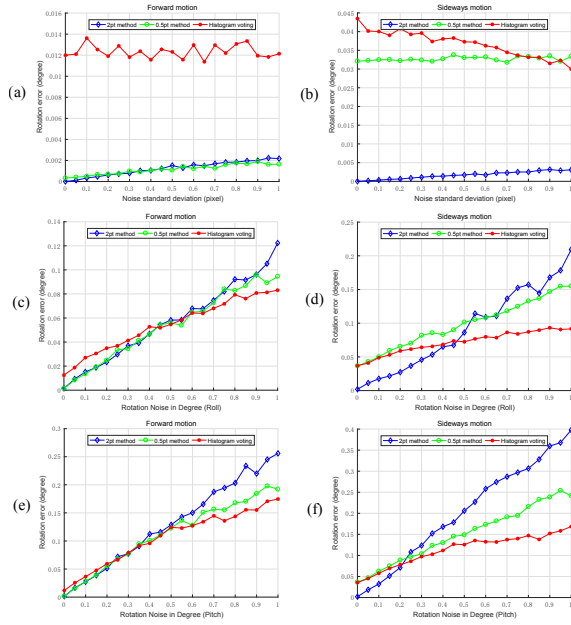 Forward motion
2pt method 0.5pt method Histogram voting
Rotation error (degree)
0.016
0.014
0.012
0.01
0.008
0.006
0.004
0.002
0
0 0.1 0.2 0.3 0.4 0.5 0.6 0.7 0.8 0.9 1
Noise standard deviation (pixel)
(a)
Sideways motion
2pt method 0.5pt method Histogram voting
Rotation error (degree)
0.045
0.04
0.035
0.03
0.025
0.02
0.015
0.01
0.005
0
0 0.1 0.2 0.3 0.4 0.5 0.6 0.7 0.8 0.9 1
Noise standard deviation (pixel)
(b)
Forward motion
2pt method 0.5pt method Histogram voting
Rotation error (degree)
0.14
0.12
0.1
0.08
0.06
0.04
0.02
0
0 0.1 0.2 0.3 0.4 0.5 0.6 0.7 0.8 0.9 1
Rotation Noise in Degree (Roll)
(c)
Sideways motion
2pt method 0.5pt method Histogram voting
Rotation error (degree)
0.25
0.2
0.15
0.1
0.05
0
0 0.1 0.2 0.3 0.4 0.5 0.6 0.7 0.8 0.9 1
Rotation Noise in Degree (Roll)
(d)
Forward motion
2pt method 0.5pt method Histogram voting
Rotation error (degree)
0.3
0.25
0.2
0.15
0.1
0.05
0
0 0.1 0.2 0.3 0.4 0.5 0.6 0.7 0.8 0.9 1
Rotation Noise in Degree (Pitch)
(e)
Sideways motion
2pt method 0.5pt method Histogram voting
Rotation error (degree)
0.4
0.35
0.3
0.25
0.2
0.15
0.1
0.05
0
0 0.1 0.2 0.3 0.4 0.5 0.6 0.7 0.8 0.9 1
Rotation Noise in Degree (Pitch)
(f)